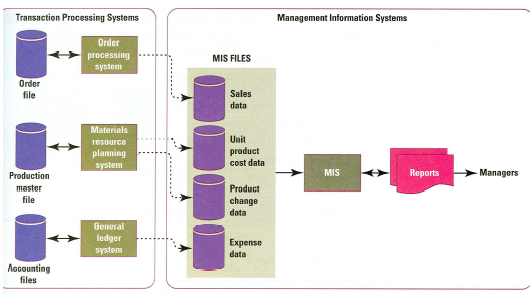 Transaction Processing Systems
Management Information Systems
Order
processing
system
Order
file
Materials
resource
planning
system
Production
master
file
General
ledger
system
Accounting
files
MIS FILES
Sales
data
Unit
product
cost data
Product
change
data
Expense
data
MIS
Reports
Managers